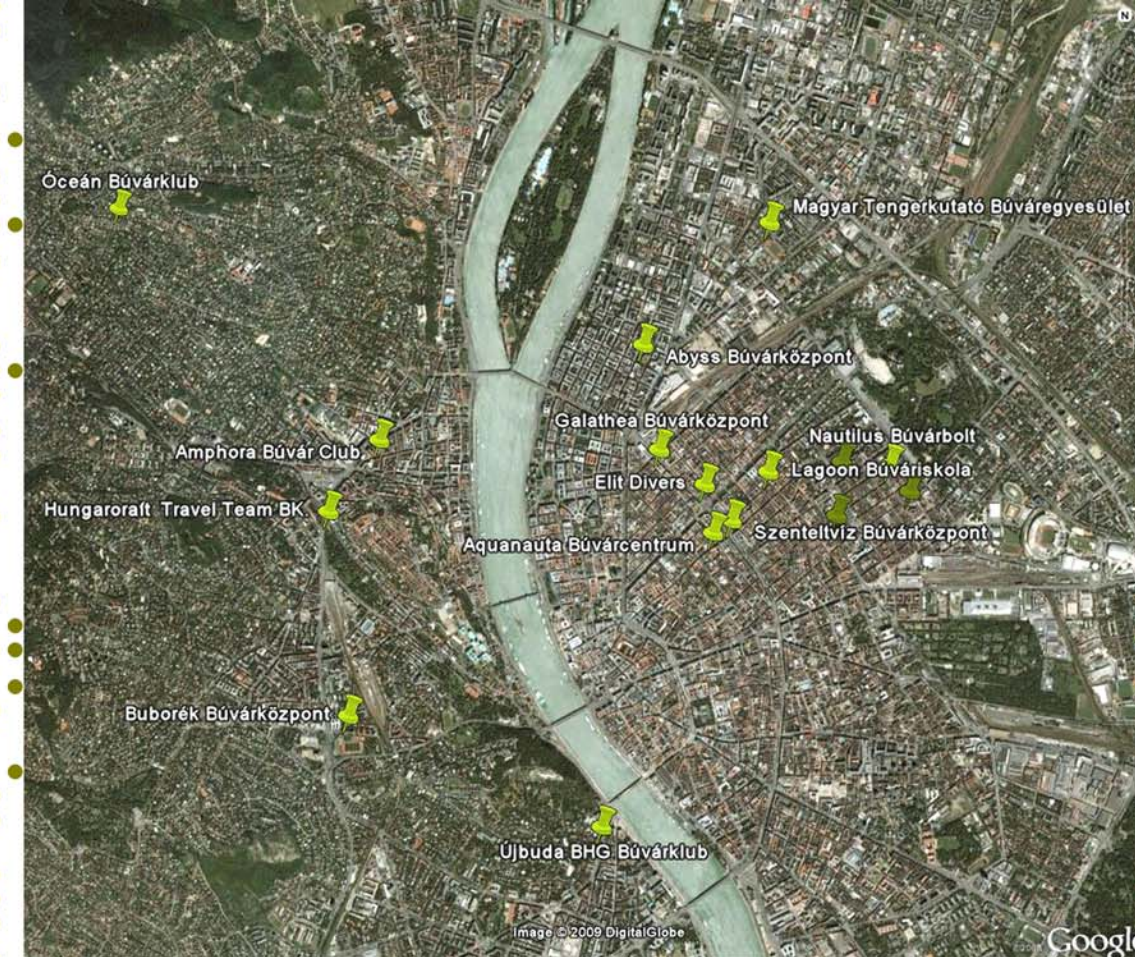 N
Óceán Búvárklub
Magyar Tengerkutató Búváregyesület
Abyss Búvárközpont
Galathea Búvárközpont
Nautilus Búvárbolt
Amphora Búvár Club
Lagoon Búváriskola
Elit Divers
Hungaroraft Travel Team BK.
Szenteltvíz Búvárközpont
Aquanauta Búvárcentrum
Buborék Búvárközpont
Újbuda BHG Búvárklub
Image © 2009 DigitalGlobe
Google